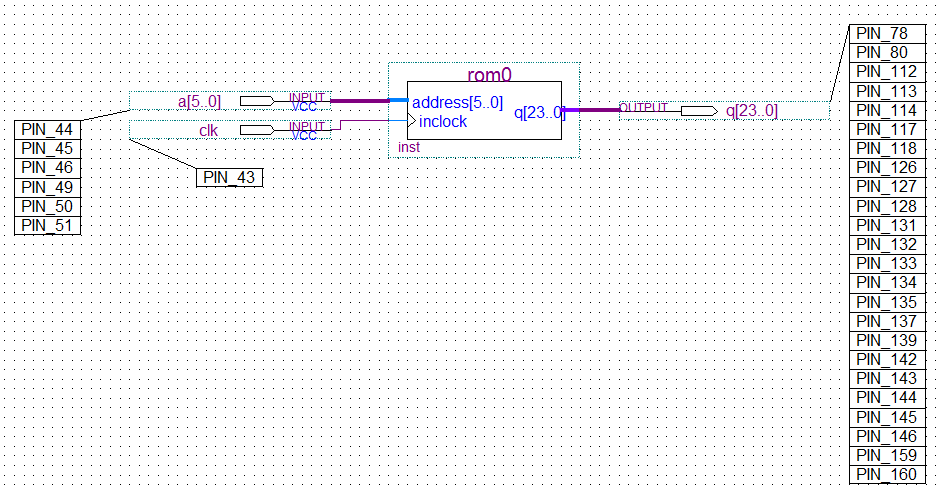 rom0
a[5..0]
INPUT
VCC
address[5..0]
q[23..0]
OUTPUT
q[23..0]
clk
INPUT
VCC
inclock
inst
PIN_44
PIN_45
PIN_46
PIN_49
PIN_50
PIN_51
PIN_43
PIN_78
PIN_80
PIN_112
PIN_113
PIN_114
PIN_117
PIN_118
PIN_126
PIN_127
PIN_128
PIN_131
PIN_132
PIN_133
PIN_134
PIN_135
PIN_137
PIN_139
PIN_142
PIN_143
PIN_144
PIN_145
PIN_146
PIN_159
PIN_160